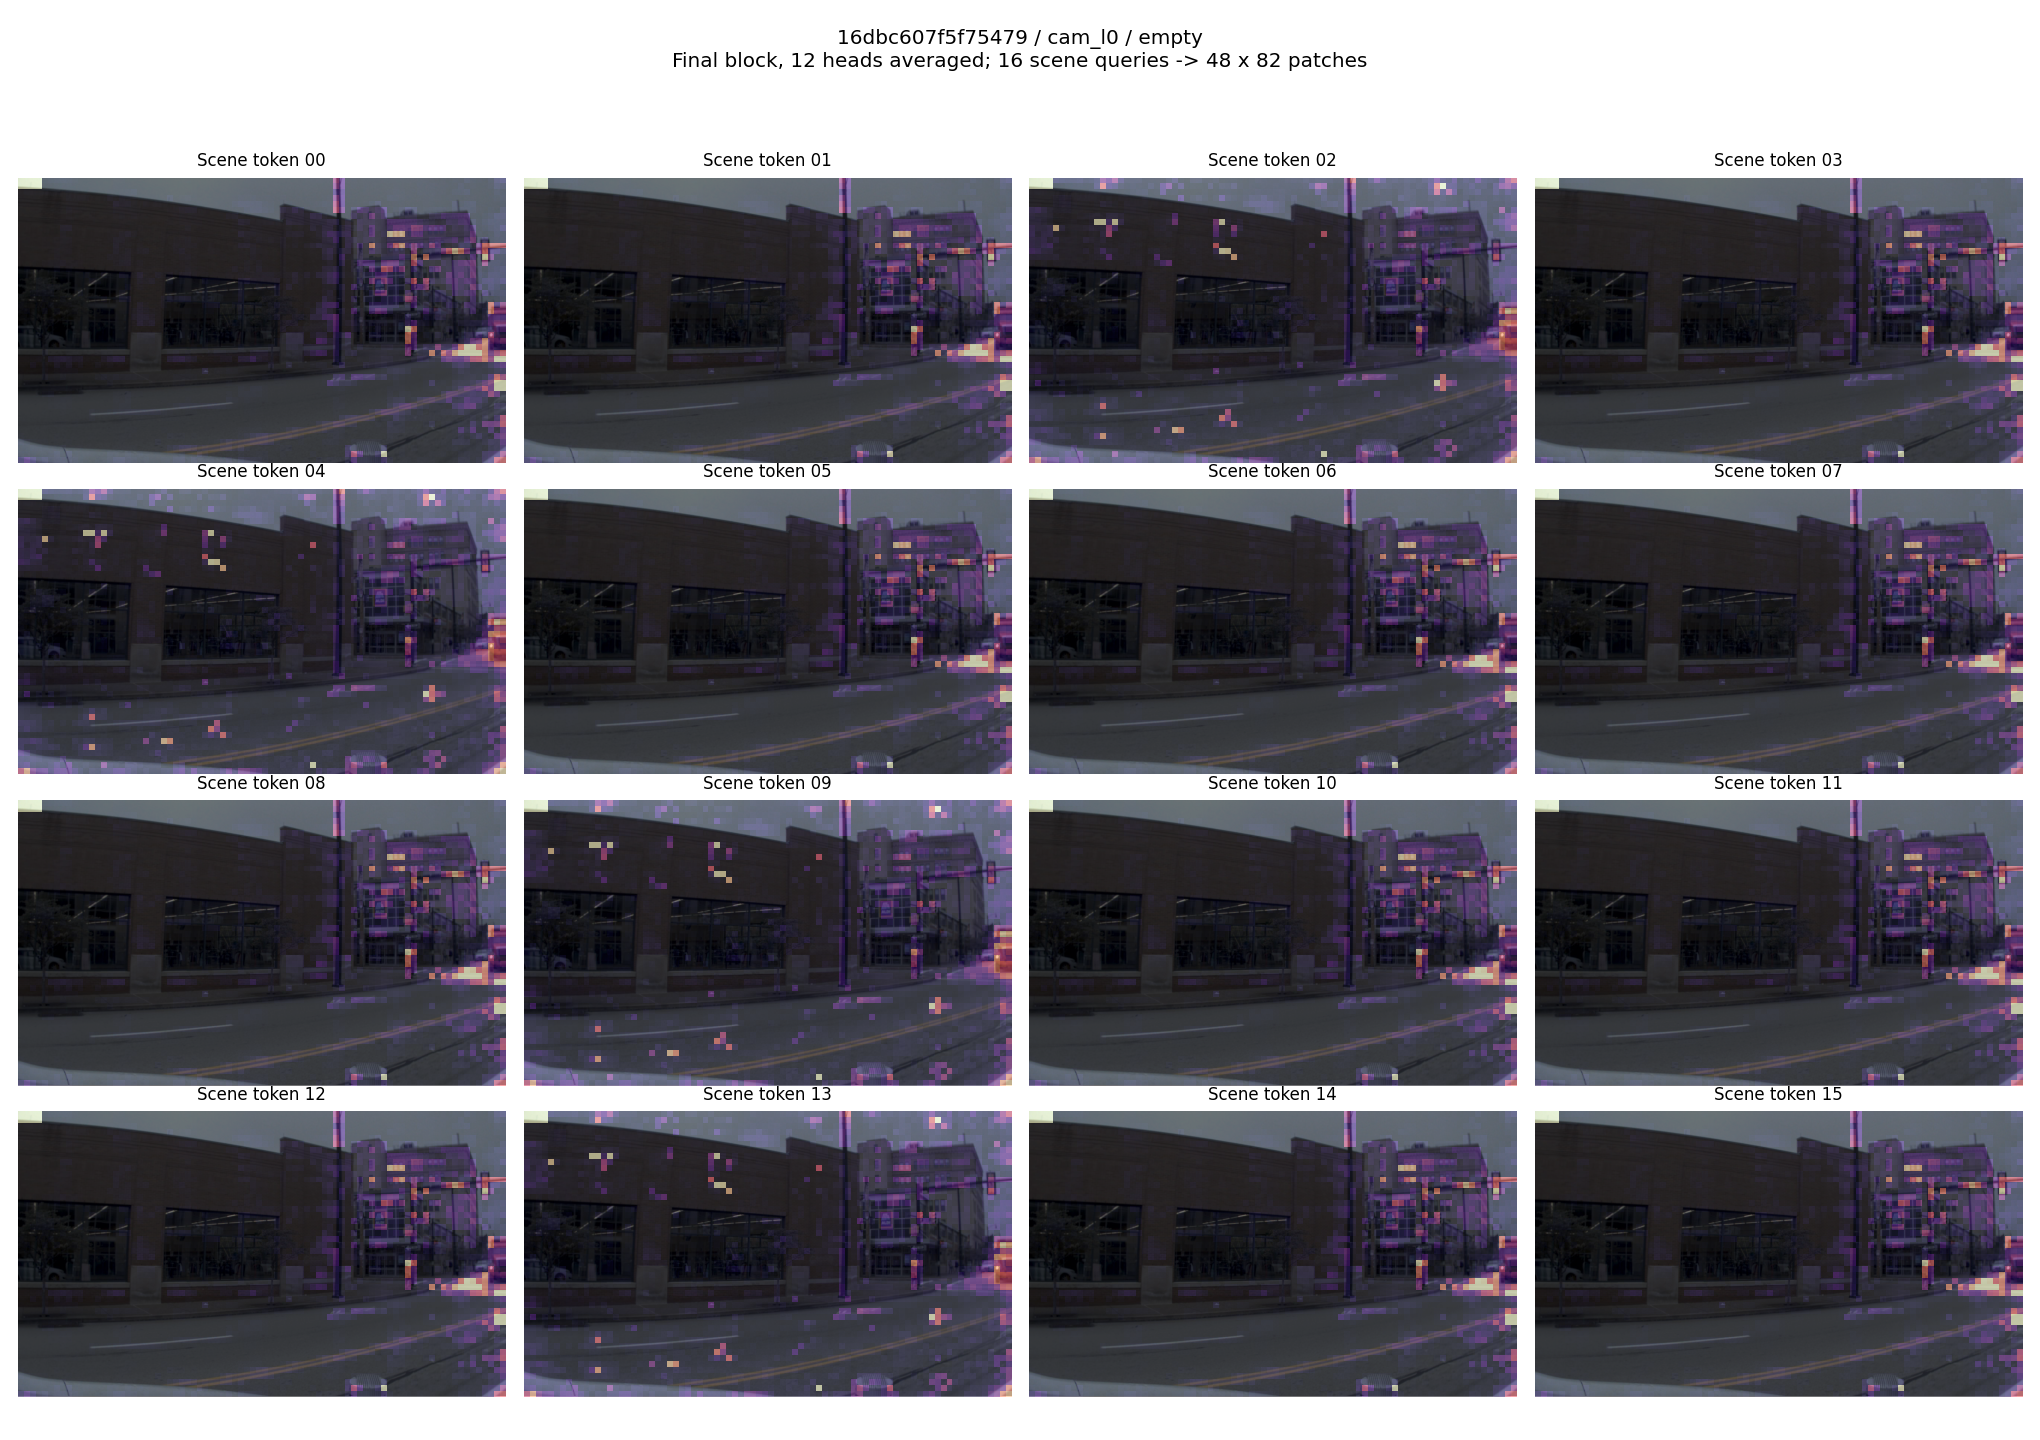 16dbc607f5f75479 / cam_l0 / empty
Final block, 12 heads averaged; 16 scene queries -> 48 x 82 patches
Scene token 00
Scene token 01
Scene token 02
Scene token 03
Scene token 04
Scene token 05
Scene token 06
Scene token 07
Scene token 08
Scene token 09
Scene token 10
Scene token 11
Scene token 12
Scene token 13
Scene token 14
Scene token 15